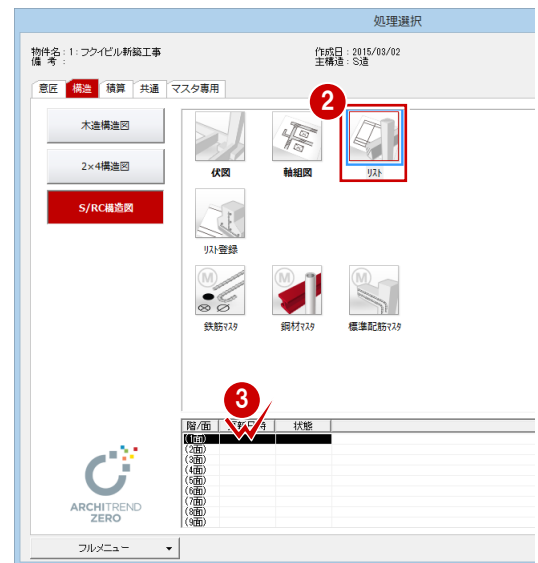 処理選択
物件名：1：フクイビル新築工事
備 考 ：
作成日：2015/03/02
主構造：S造
意匠 構造 積算 共通 マスタ専用
木造構造図
2×4構造図
S/RC構造図
2
伏図 軸組図 リスト
リスト登録
M M M
鉄筋マスタ 鋼材マスタ 標準配筋マスタ
3
階/面 更新日時 状態
(1面)
(2面)
(3面)
(4面)
(5面)
(6面)
(7面)
(8面)
(9面)
ARCHITREND
ZERO
フルメニュー